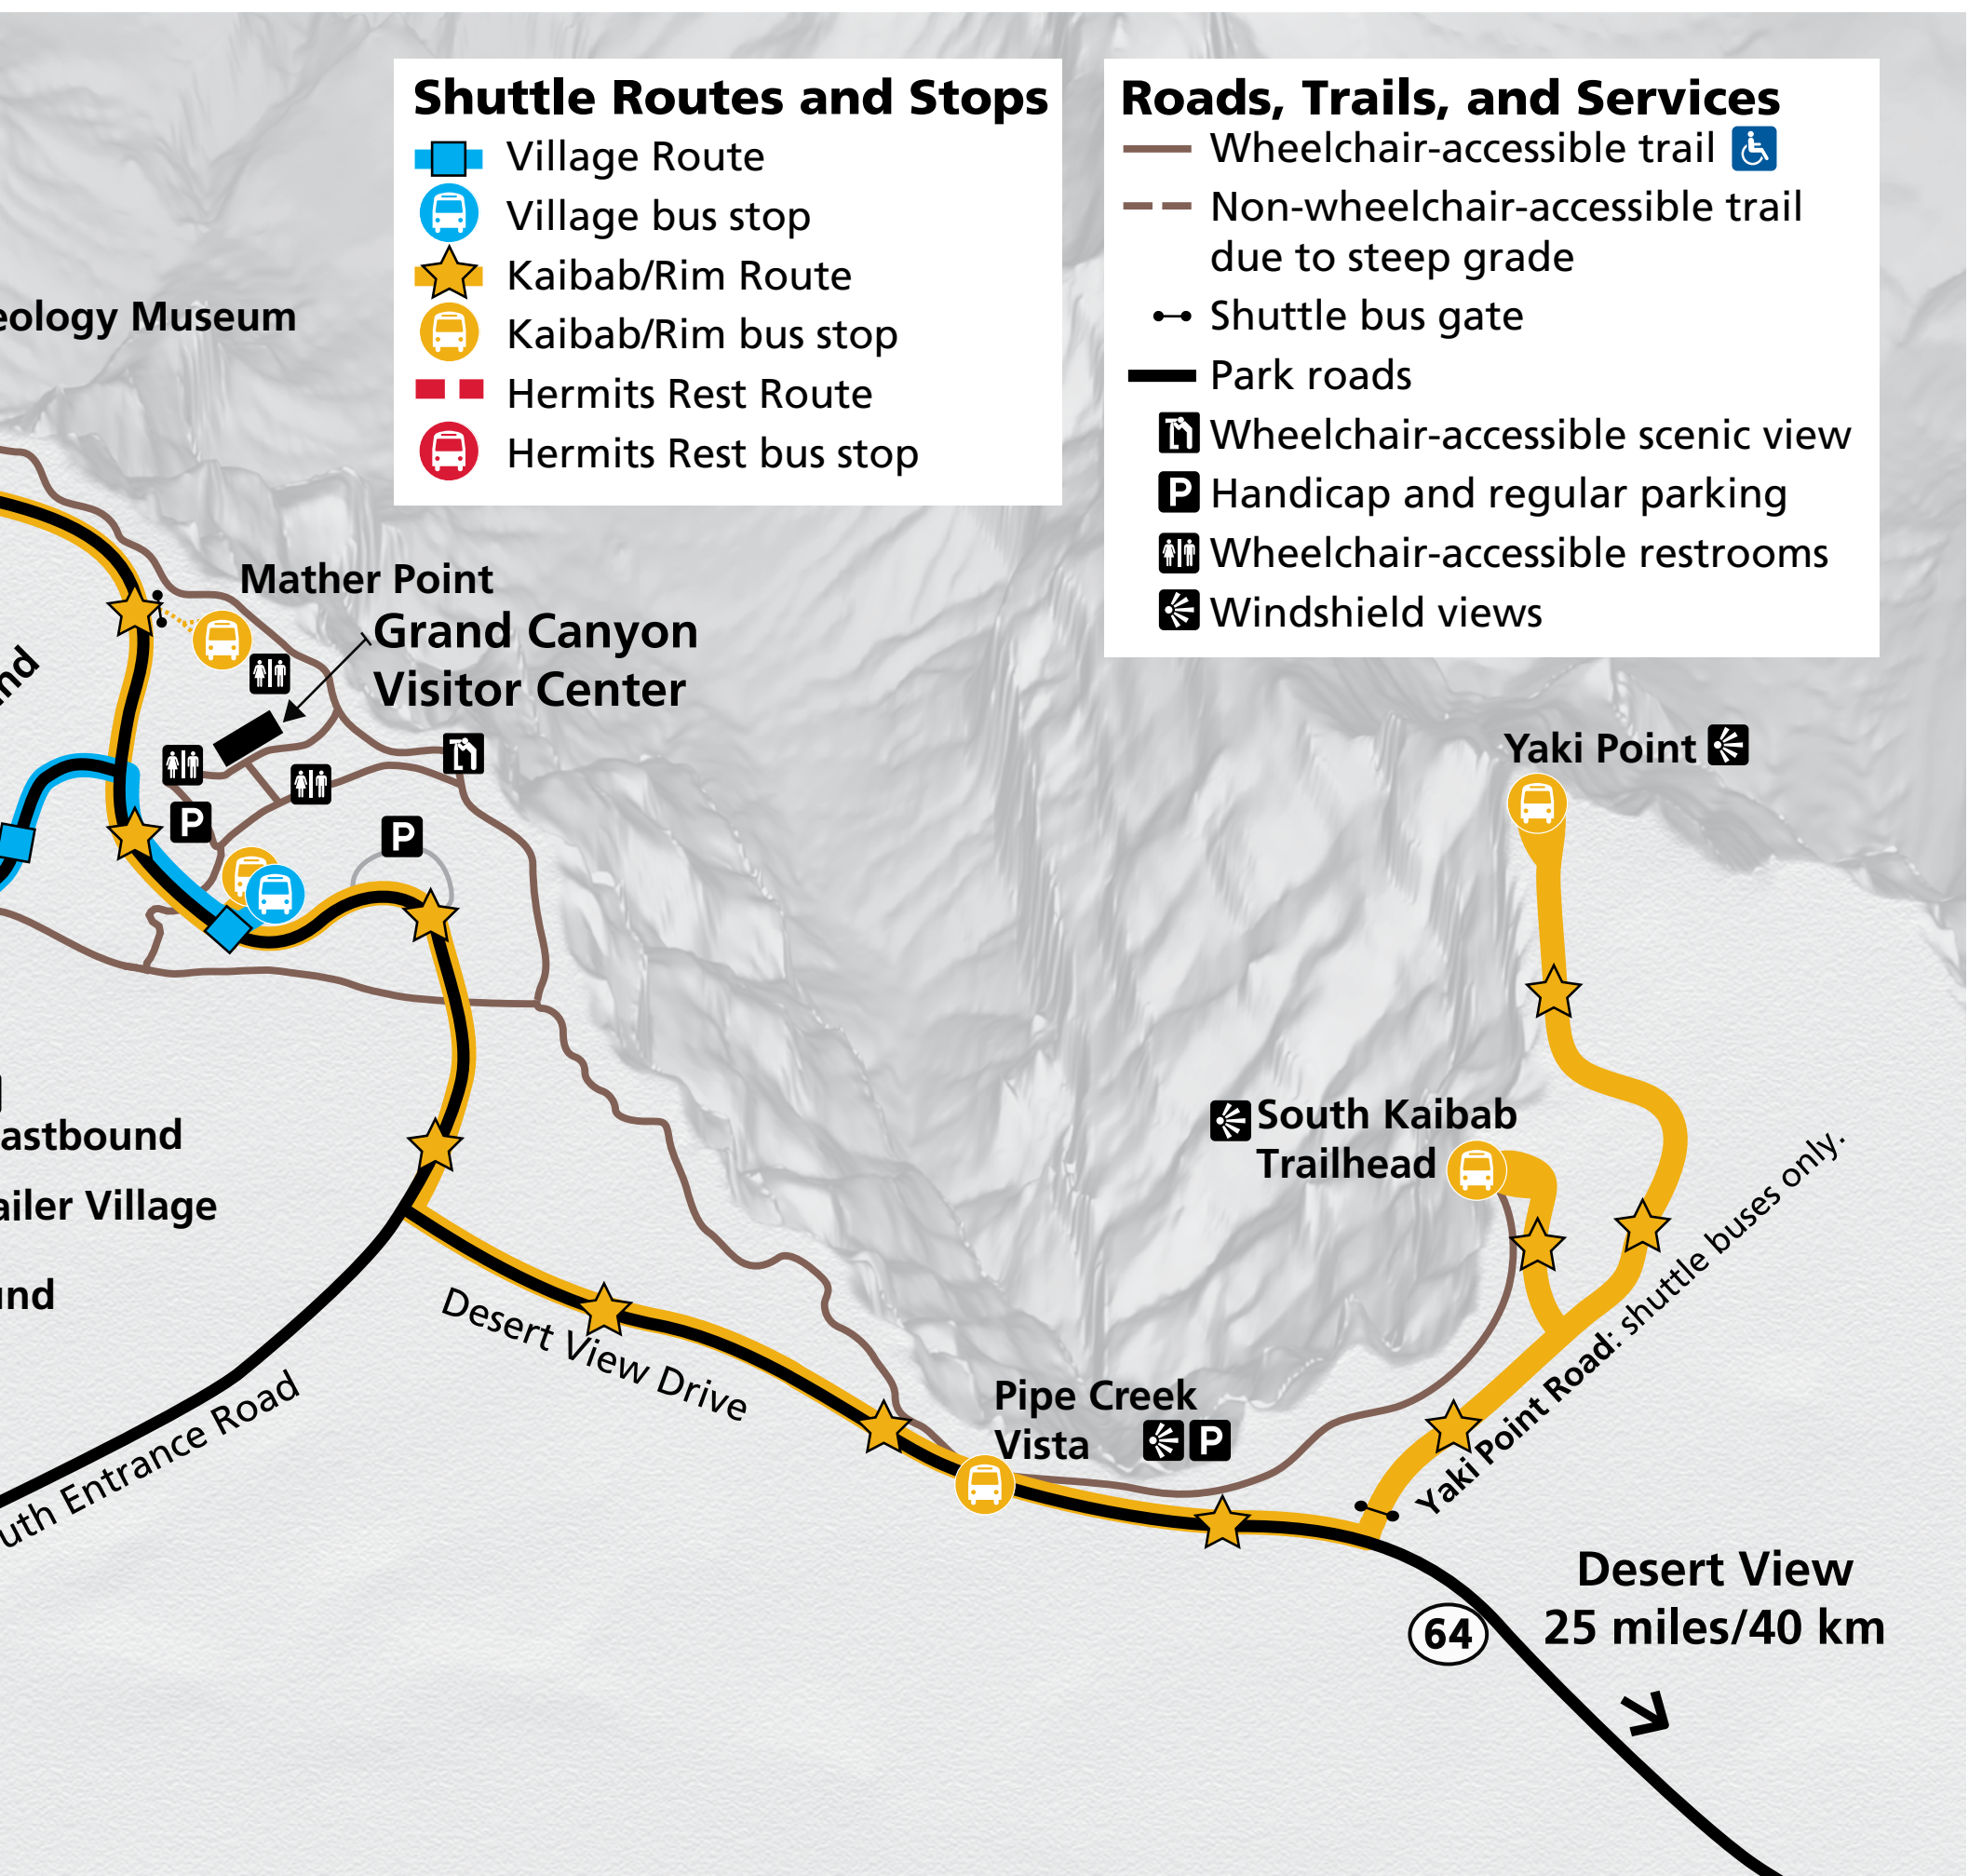 Shuttle Routes and Stops
Village Route
Village bus stop
Kaibab/Rim Route
Kaibab/Rim bus stop
Hermits Rest Route
Hermits Rest bus stop
Roads, Trails, and Services
Wheelchair-accessible trail
Non-wheelchair-accessible trail
due to steep grade
Shuttle bus gate
Park roads
Wheelchair-accessible scenic view
P Handicap and regular parking
Wheelchair-accessible restrooms
Windshield views
eology Museum
Mather Point
Grand Canyon
Visitor Center
nd
P
P
Yaki Point
astbound
ailer Village
und
South Kaibab
Trailhead
Yaki Point Road: shuttle buses only.
Desert View Drive
uth Entrance Road
Pipe Creek
Vista P
Desert View
25 miles/40 km
64